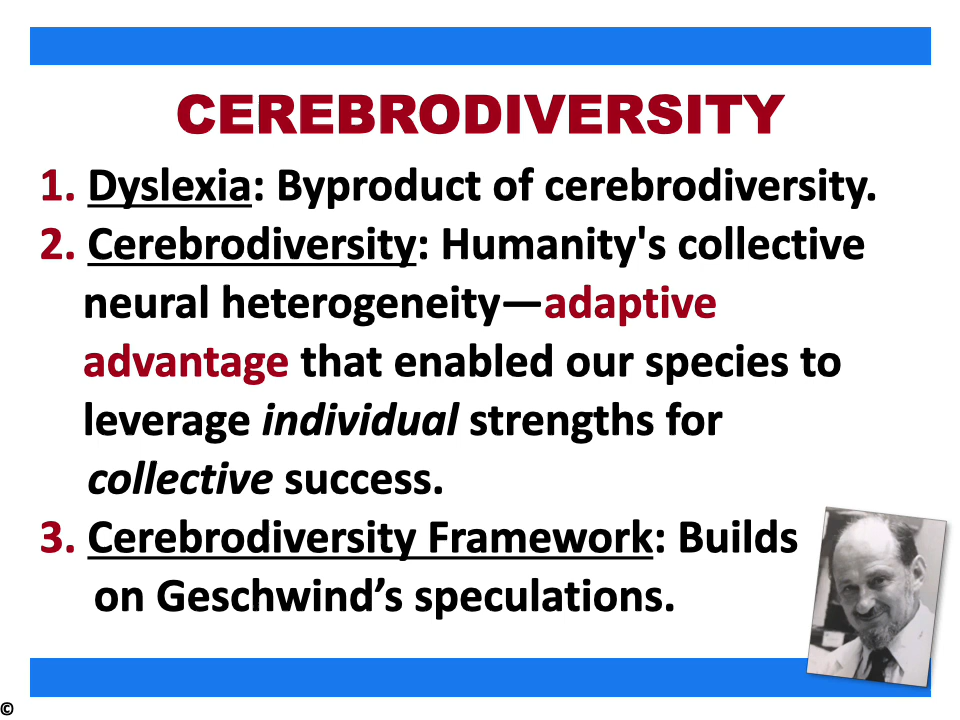 CEREBRODIVERSITY
1. Dyslexia: Byproduct of cerebrodiversity.
2. Cerebrodiversity: Humanity's collective
neural heterogeneity—adaptive
advantage that enabled our species to
leverage individual strengths for
collective success.
3. Cerebrodiversity Framework: Builds
on Geschwind’s speculations.
©